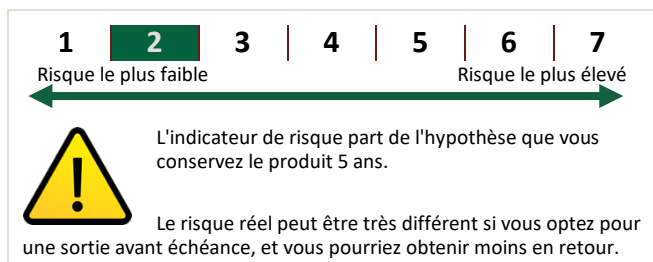 1 2 3 4 5 6 7
Risque le plus faible Risque le plus élevé
L'indicateur de risque part de l'hypothèse que vous
conservez le produit 5 ans.
Le risque réel peut être très différent si vous optez pour
une sortie avant échéance, et vous pourriez obtenir moins en retour.